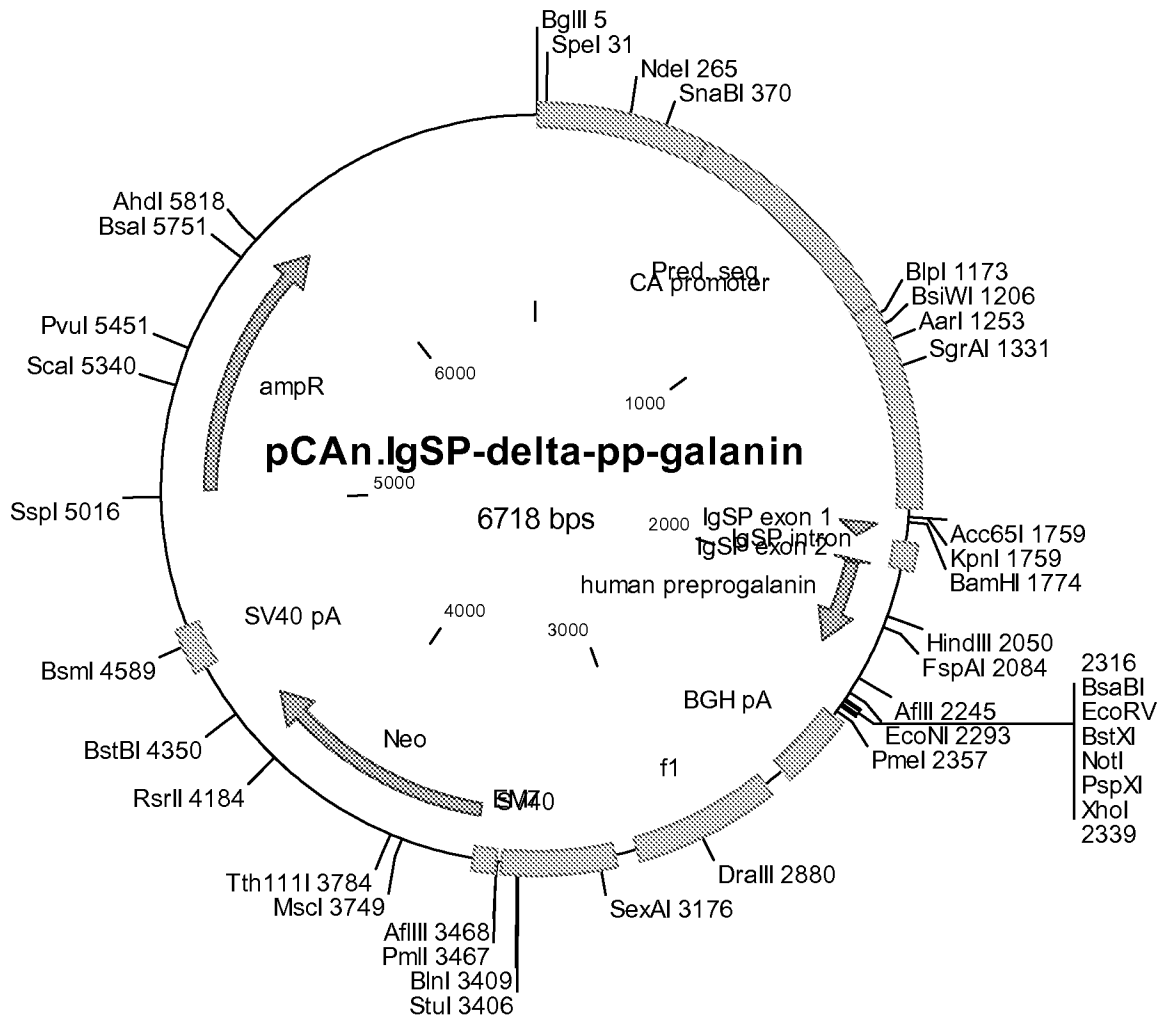 BglII 5
SpeI 31
NdeI 265
SnaBI 370
AhdI 5818
BsaI 5751
Pred. seq.
CA promoter
BlpI 1173
BsiWI 1206
AarI 1253
SgrAI 1331
PvuI 5451
ScaI 5340
ampR
6000
1000
pCAn.IgSP-delta-pp-galanin
5000
SspI 5016
6718 bps
2000
IgSP exon 1
IgSP intron
IgSP exon 2
Acc65I 1759
KpnI 1759
BamHI 1774
human preprogalanin
SV40 pA
4000
3000
HindIII 2050
FspAI 2084
BsmI 4589
BGH pA
AflII 2245
EcoNI 2293
PmeI 2357
2316
BsaBI
EcoRV
BstXI
NotI
PspXI
XhoI
2339
BstBI 4350
Neo
f1
RsrII 4184
EM7
SV40
Tth111I 3784
MscI 3749
DraIII 2880
SexAI 3176
AflIII 3468
PmlI 3467
BlnI 3409
StuI 3406